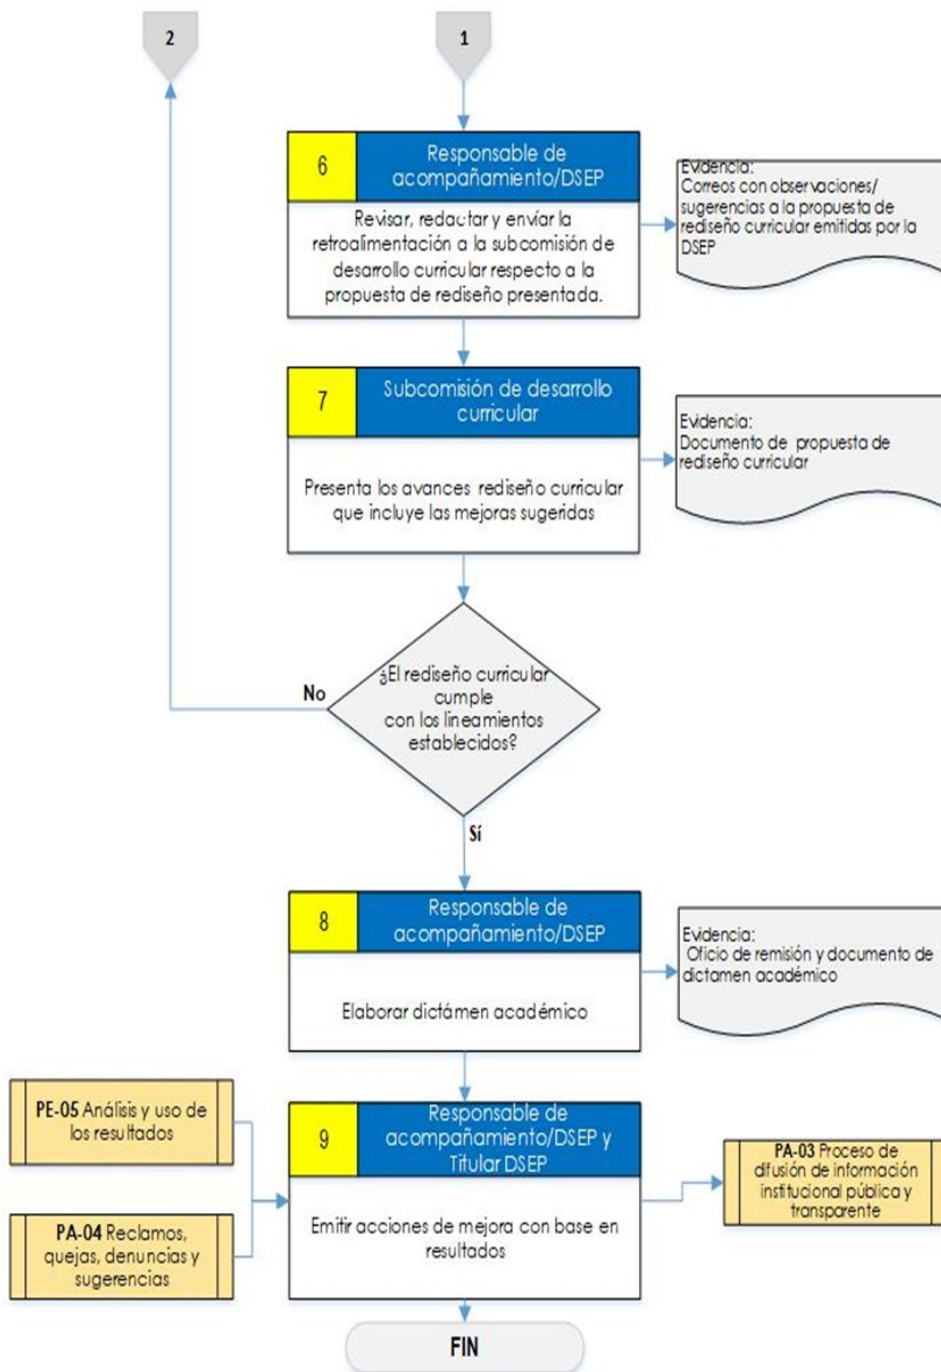 2
1
6
Responsable de
acompañamiento/DSEP
Revisar, redactar y envíar la
retroalimentación a la subcomisión de
desarrollo curricular respecto a la
propuesta de rediseño presentada.
Evidencia:
Correos con observaciones/
sugerencias a la propuesta de
rediseño curricular emitidas por la
DSEP
7
Subcomisión de desarrollo
curricular
Presenta los avances rediseño curricular
que incluye las mejoras sugeridas
Evidencia:
Documento de propuesta de
rediseño curricular
¿El rediseño curricular
cumple
con los lineamientos
establecidos?
No
Sí
8
Responsable de
acompañamiento/DSEP
Elaborar dictámen académico
Evidencia:
Oficio de remisión y documento de
dictamen académico
PE-05 Análisis y uso de
los resultados
PA-04 Reclamos,
quejas, denuncias y
sugerencias
9
Responsable de
acompañamiento/DSEP y
Titular DSEP
Emitir acciones de mejora con base en
resultados
PA-03 Proceso de
difusión de información
institucional pública y
transparente
FIN